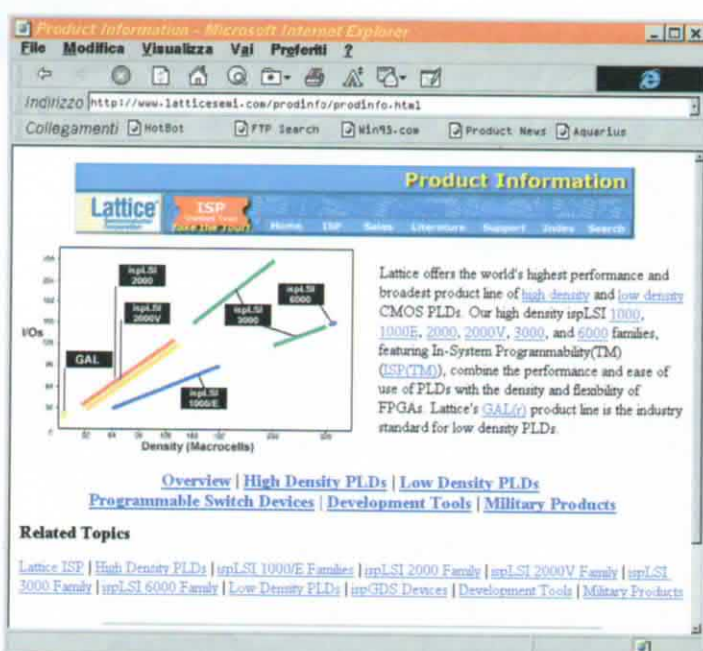 Product Information - Microsoft Internet Explorer
File Modifica Visualizza Vai Preferiti ?
Indirizzo http://www.latticesemi.com/prodinfo/prodinfo.html
Collegamenti HotBot FTP Search Win95.com Product News Aquarius
Product Information
Lattice
ISP
Take the Tour!
Home ISP Sales Literature Support Index Search
ispLSI 2000
ispLSI 2000V
ispLSI 3000
ispLSI 6000
I/Os
GAL
ispLSI 1000/E
Density (Macrocells)
Lattice offers the world's highest performance and
broadest product line of high density and low density
CMOS PLDs. Our high density ispLSI 1000,
1000E, 2000, 2000V, 3000, and 6000 families,
featuring In-System Programmability(TM)
(ISP(TM)), combine the performance and ease of
use of PLDs with the density and flexibility of
FPGAs. Lattice's GAL(r) product line is the industry
standard for low density PLDs.
Overview | High Density PLDs | Low Density PLDs
Programmable Switch Devices | Development Tools | Military Products
Related Topics
Lattice ISP | High Density PLDs | ispLSI 1000/E Families | ispLSI 2000 Family | ispLSI 2000V Family | ispLSI
3000 Family | ispLSI 6000 Family | Low Density PLDs | ispGDS Devices | Development Tools | Military Products